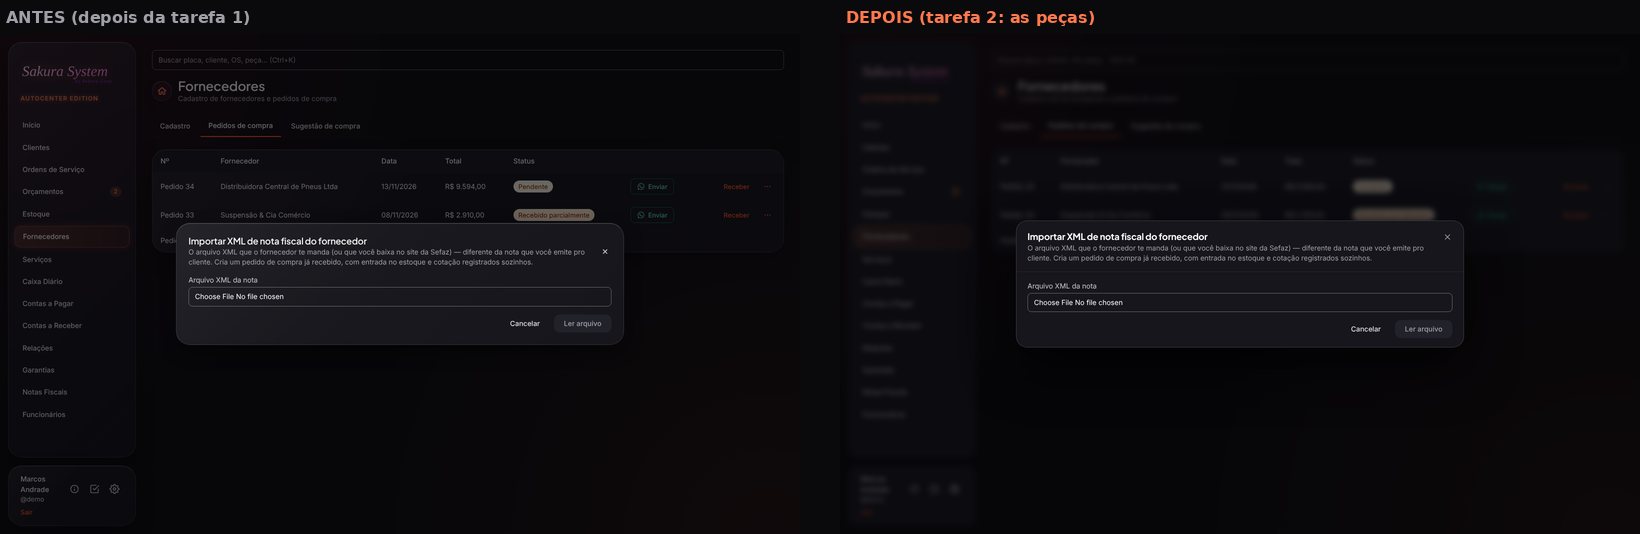 ANTES (depois da tarefa 1)
Sakura System
AUTOCENTER EDITION
Início
Clientes
Ordens de Serviço
Orçamentos 2
Estoque
Fornecedores
Serviços
Caixa Diário
Contas a Pagar
Contas a Receber
Relações
Garantias
Notas Fiscais
Funcionários
Marcos
Andrade
@demo
Sair
Buscar placa, cliente, OS, peça... (Ctrl+K)
Fornecedores
Cadastro de fornecedores e pedidos de compra
Cadastro Pedidos de compra Sugestão de compra
Nº Fornecedor Data Total Status
Pedido 34 Distribuidora Central de Pneus Ltda 13/11/2026 R$ 9.594,00 Pendente Enviar Receber ...
Pedido 33 Suspensão & Cia Comércio 08/11/2026 R$ 2.910,00 Recebido parcialmente Enviar Receber ...
Importar XML de nota fiscal do fornecedor
O arquivo XML que o fornecedor te manda (ou que você baixa no site da Sefaz) — diferente da nota que você emite pro
cliente. Cria um pedido de compra já recebido, com entrada no estoque e cotação registrados sozinhos.
Arquivo XML da nota
Choose File No file chosen
Cancelar Ler arquivo
DEPOIS (tarefa 2: as peças)
Importar XML de nota fiscal do fornecedor
O arquivo XML que o fornecedor te manda (ou que você baixa no site da Sefaz) — diferente da nota que você emite pro
cliente. Cria um pedido de compra já recebido, com entrada no estoque e cotação registrados sozinhos.
Arquivo XML da nota
Choose File No file chosen
Cancelar Ler arquivo